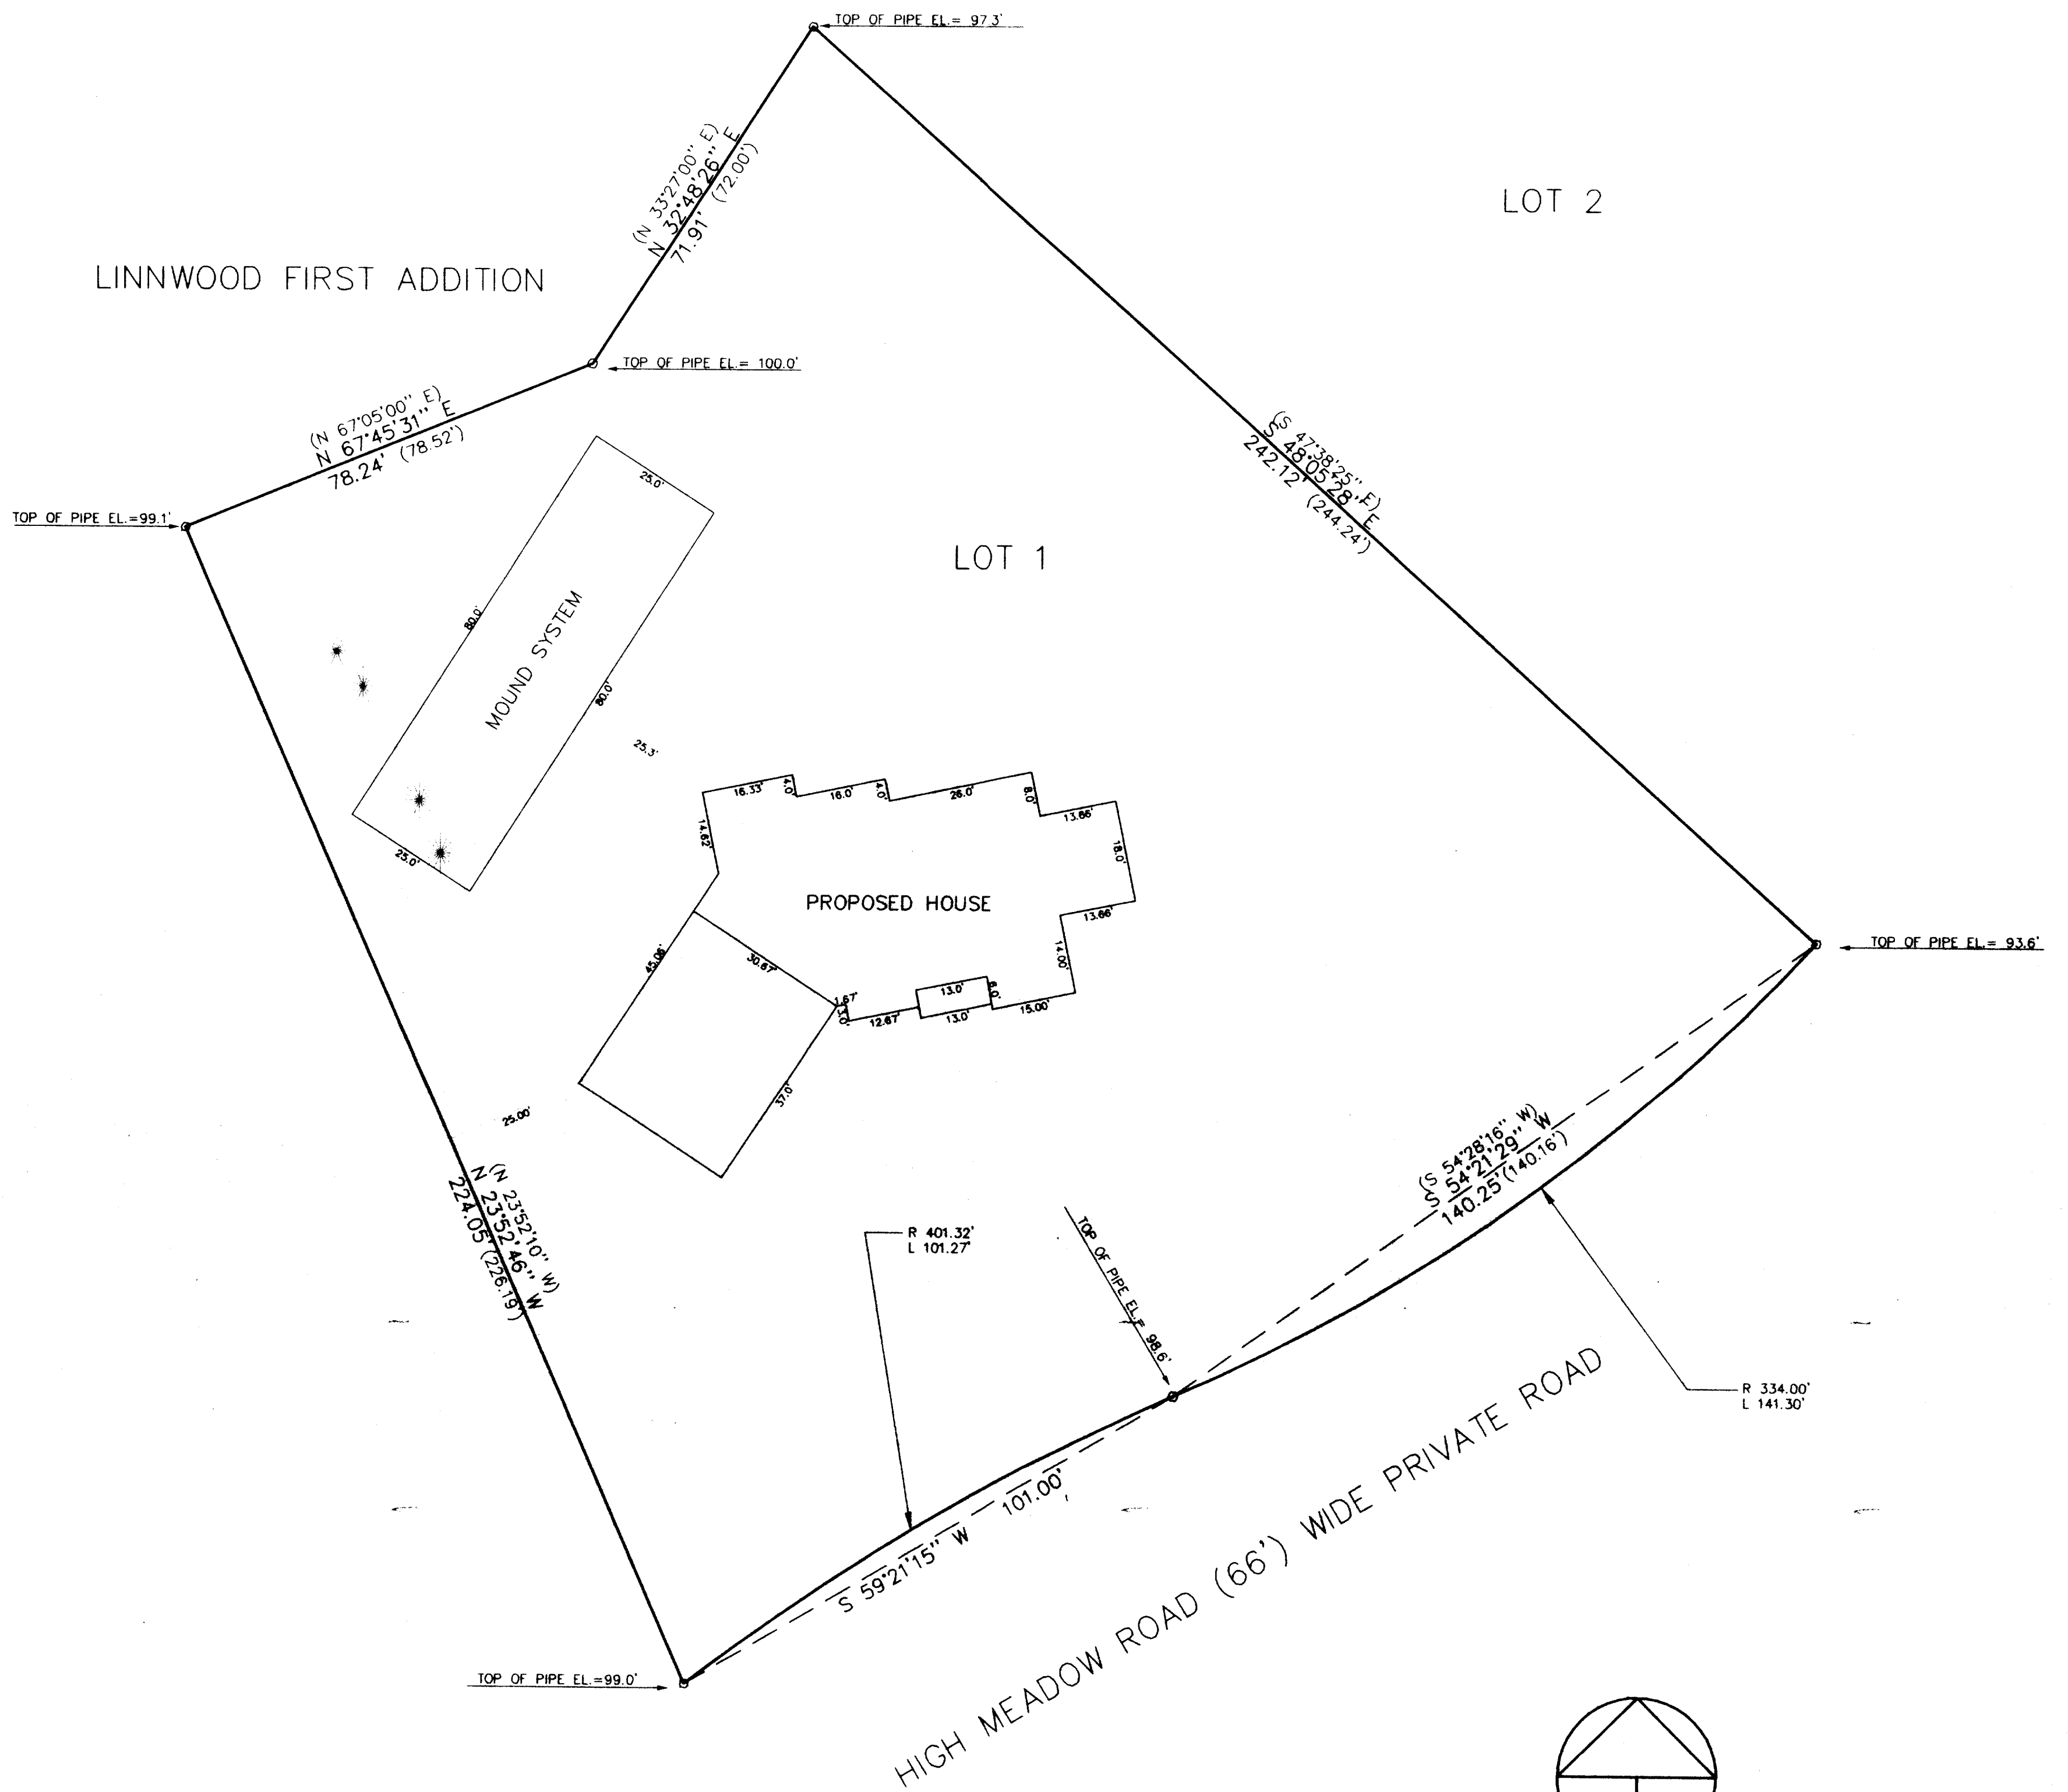 TOP OF PIPE EL.= 97.3'
(N 33°27'00" E)
N 32°48'26" E
71.91' (72.00')
LOT 2
LINNWOOD FIRST ADDITION
TOP OF PIPE EL.= 100.0'
(N 67°05'00" E)
N 67°45'31" E
78.24' (78.52')
(S 47°38'25" E)
S 48°05'28" E
242.12' (244.24')
TOP OF PIPE EL.=99.1'
25.0'
LOT 1
80.0'
MOUND SYSTEM
80.0'
25.3'
25.0'
16.33'
4.0'
16.0'
4.0'
26.0'
8.0'
13.66'
14.62'
18.0'
PROPOSED HOUSE
13.66'
14.00'
45.06'
30.67'
1.67'
3.0'
12.67'
13.0'
13.0'
6.0'
15.00'
37.0'
TOP OF PIPE EL.= 93.6'
25.00'
(N 23°52'10" W)
N 23°52'46" W
224.05' (226.19')
(S 54°28'16" W)
S 54°21'29" W
140.25' (140.16')
R 401.32'
L 101.27'
TOP OF PIPE EL.= 98.6'
R 334.00'
L 141.30'
S 59°21'15" W 101.00'
TOP OF PIPE EL.=99.0'
HIGH MEADOW ROAD (66') WIDE PRIVATE ROAD